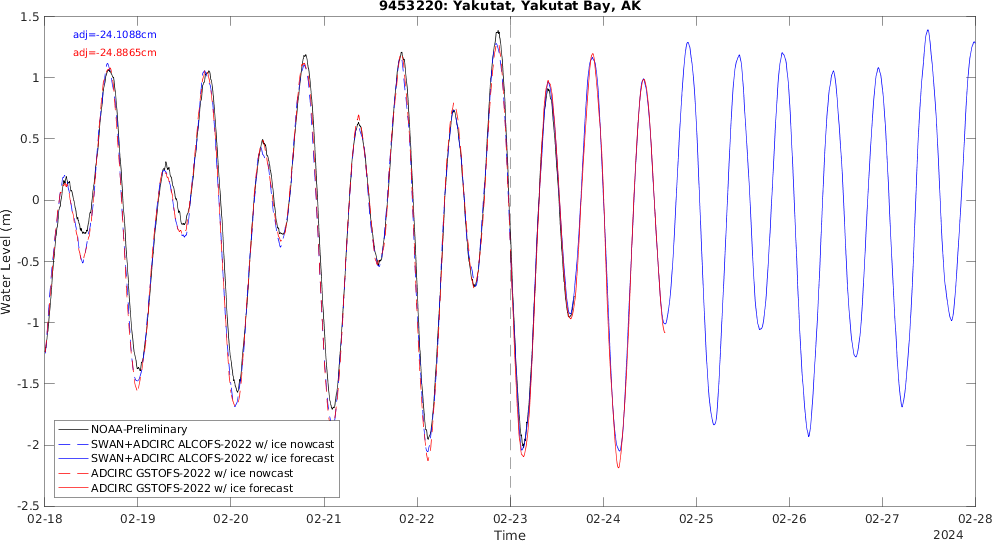 9453220: Yakutat, Yakutat Bay, AK
adj=-24.1088cm
adj=-24.8865cm
Water Level (m)
1.5
1
0.5
0
-0.5
-1
-1.5
-2
-2.5
NOAA-Preliminary
SWAN+ADCIRC ALCOFS-2022 w/ ice nowcast
SWAN+ADCIRC ALCOFS-2022 w/ ice forecast
ADCIRC GSTOFS-2022 w/ ice nowcast
ADCIRC GSTOFS-2022 w/ ice forecast
02-18 02-19 02-20 02-21 02-22 02-23 02-24 02-25 02-26 02-27 02-28
Time
2024